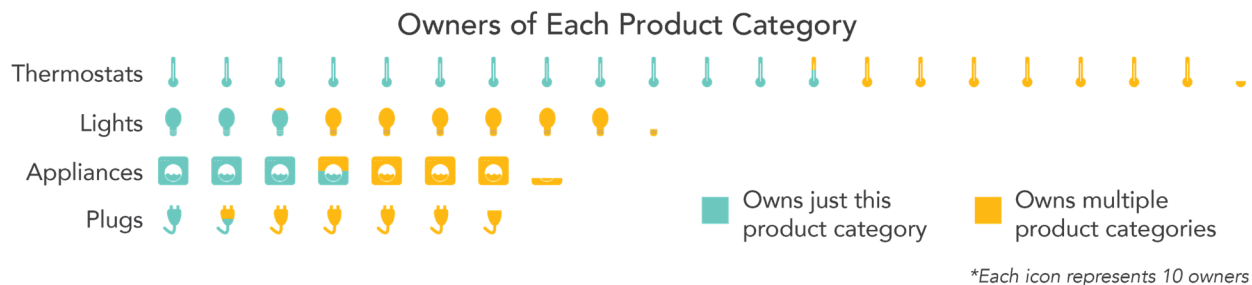 Owners of Each Product Category
Thermostats
Lights
Appliances
Plugs
Owns just this
product category
Owns multiple
product categories
*Each icon represents 10 owners